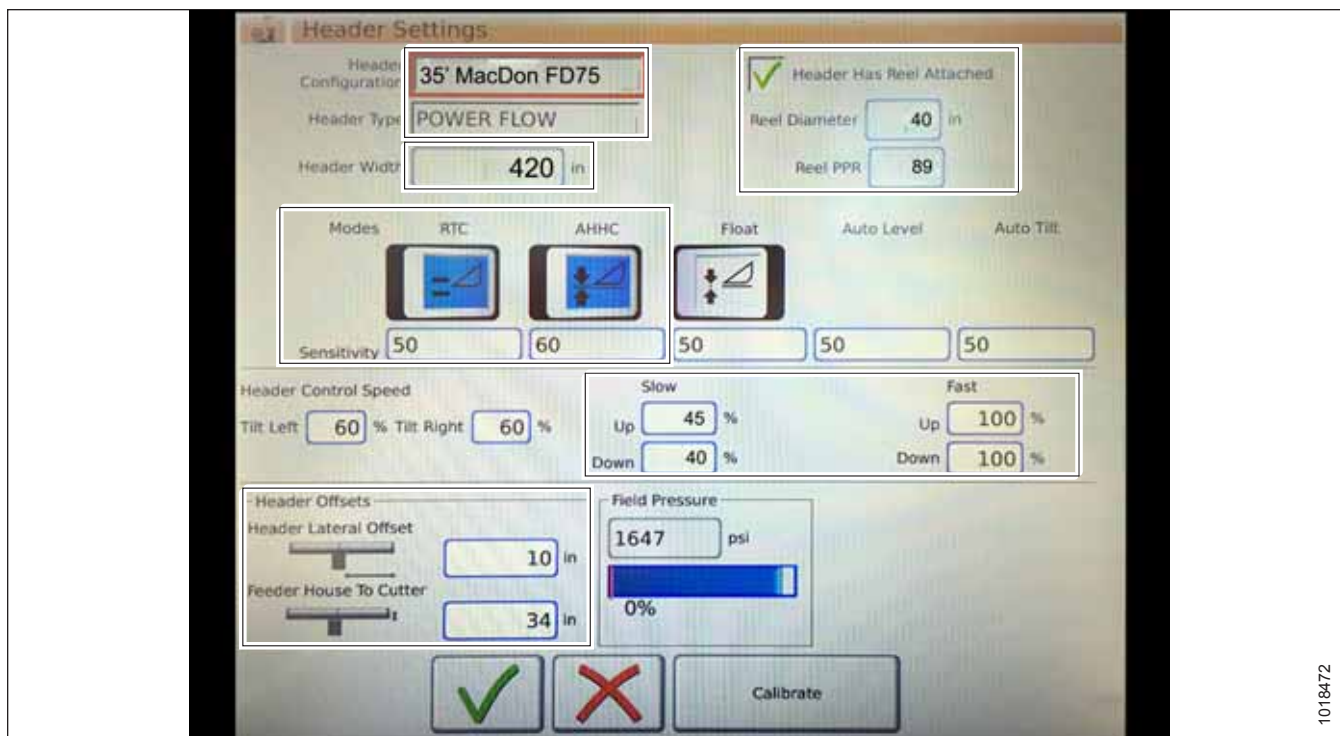 Header Settings
Header Configuration 35' MacDon FD75
Header Has Reel Attached
Header Type POWER FLOW
Reel Diameter 40 in
Header Width 420 in
Reel PPR 89
Modes RTC AHHC Float Auto Level Auto Tilt
Sensitivity 50 60 50 50 50
Header Control Speed
Slow Fast
Tilt Left 60 % Tilt Right 60 % Up 45 % Up 100 %
Down 40 % Down 100 %
Header Offsets
Field Pressure
Header Lateral Offset
10 in
1647 psi
Feeder House To Cutter
34 in
0%
Calibrate
1018472